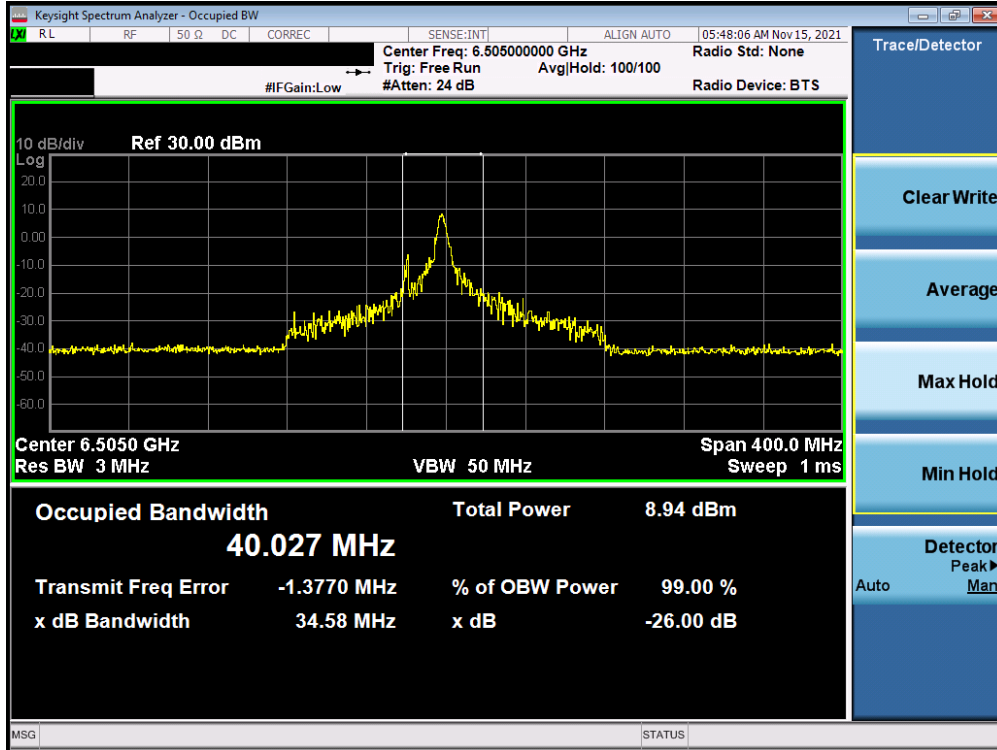 Keysight Spectrum Analyzer - Occupied BW
LXI RL RF 50 Ω DC CORREC SENSE:INT ALIGN AUTO 05:48:06 AM Nov 15, 2021
Center Freq: 6.505000000 GHz Radio Std: None
Trig: Free Run Avg|Hold: 100/100
#IFGain:Low #Atten: 24 dB Radio Device: BTS
10 dB/div Ref 30.00 dBm
Log
20.0
10.0
0.00
-10.0
-20.0
-30.0
-40.0
-50.0
-60.0
Center 6.5050 GHz Span 400.0 MHz
Res BW 3 MHz VBW 50 MHz Sweep 1 ms
Occupied Bandwidth Total Power 8.94 dBm
40.027 MHz
Transmit Freq Error -1.3770 MHz % of OBW Power 99.00 %
x dB Bandwidth 34.58 MHz x dB -26.00 dB
Trace/Detector
Clear Write
Average
Max Hold
Min Hold
Detector
Peak▶
Auto Man
MSG STATUS